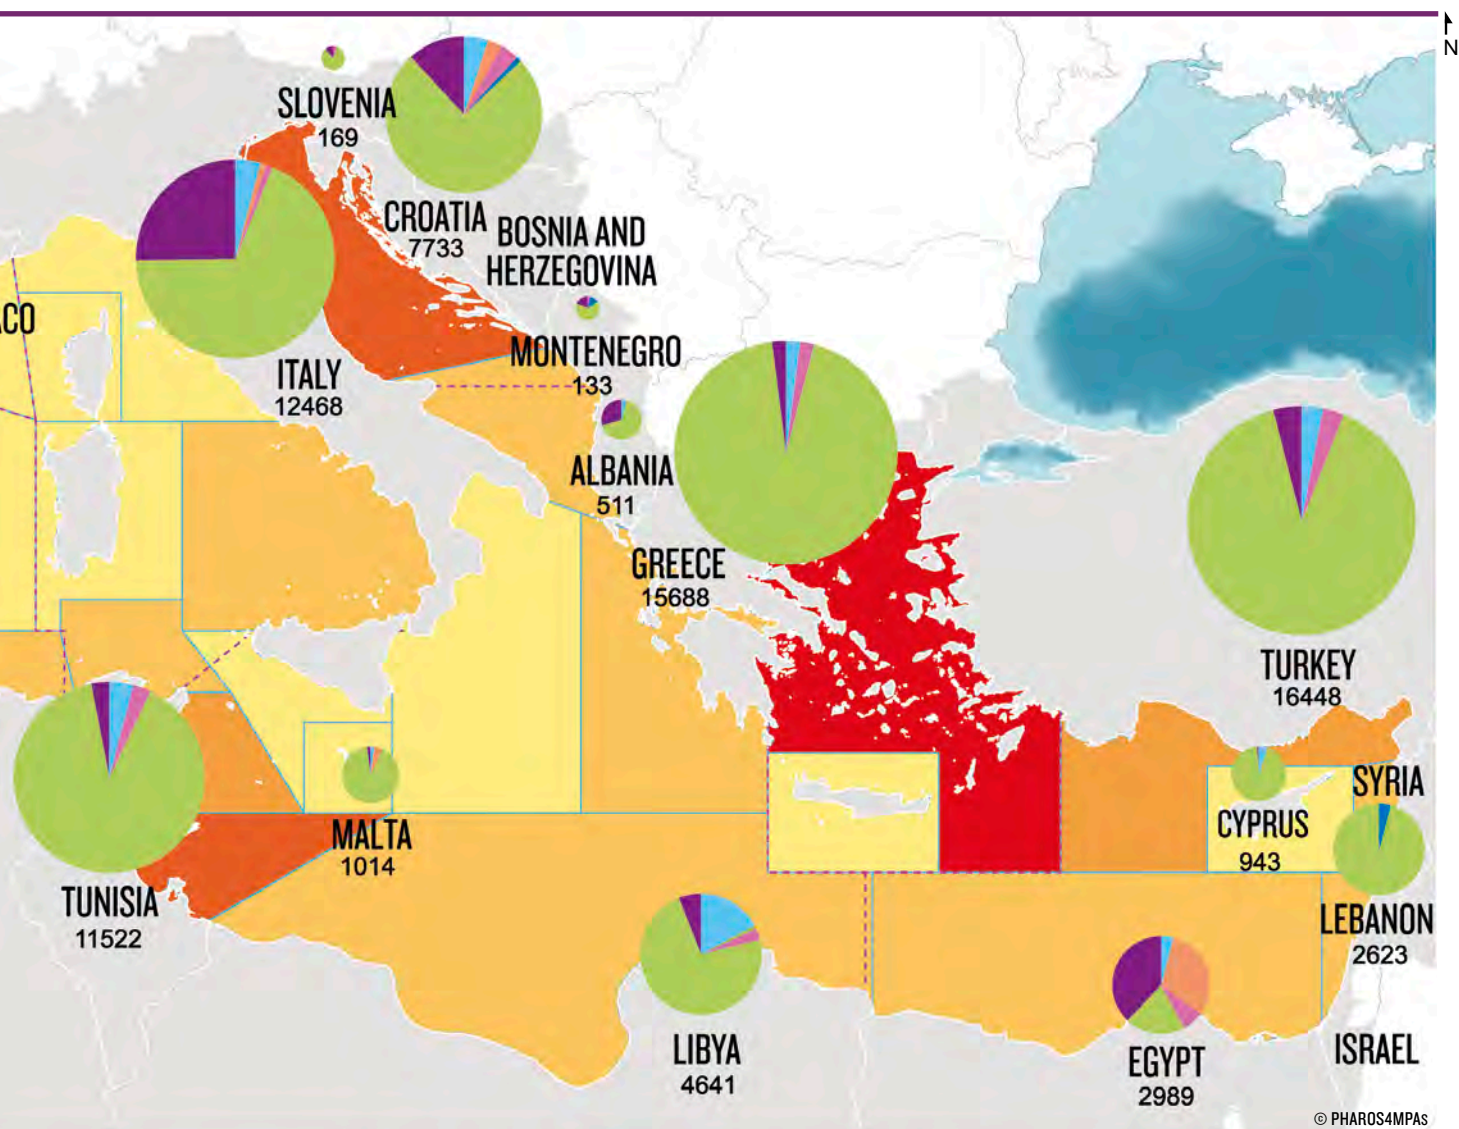 N
SLOVENIA
169
CROATIA
7733
BOSNIA AND
HERZEGOVINA
ACO
ITALY
12468
MONTENEGRO
133
ALBANIA
511
GREECE
15688
TURKEY
16448
SYRIA
CYPRUS
943
MALTA
1014
TUNISIA
11522
LEBANON
2623
LIBYA
4641
EGYPT
2989
ISRAEL
© PHAROS4MPAs